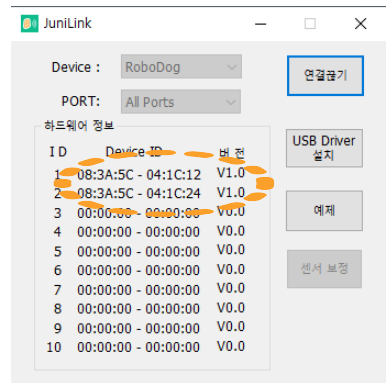 JuniLink
Device : RoboDog
연결끊기
PORT: All Ports
하드웨어 정보
USB Driver
설치
I D Device ID 버 전
1 08:3A:5C - 04:1C:12 V1.0
2 08:3A:5C - 04:1C:24 V1.0
3 00:00:00 - 00:00:00 V0.0
예제
4 00:00:00 - 00:00:00 V0.0
5 00:00:00 - 00:00:00 V0.0
6 00:00:00 - 00:00:00 V0.0
센서 보정
7 00:00:00 - 00:00:00 V0.0
8 00:00:00 - 00:00:00 V0.0
9 00:00:00 - 00:00:00 V0.0
10 00:00:00 - 00:00:00 V0.0